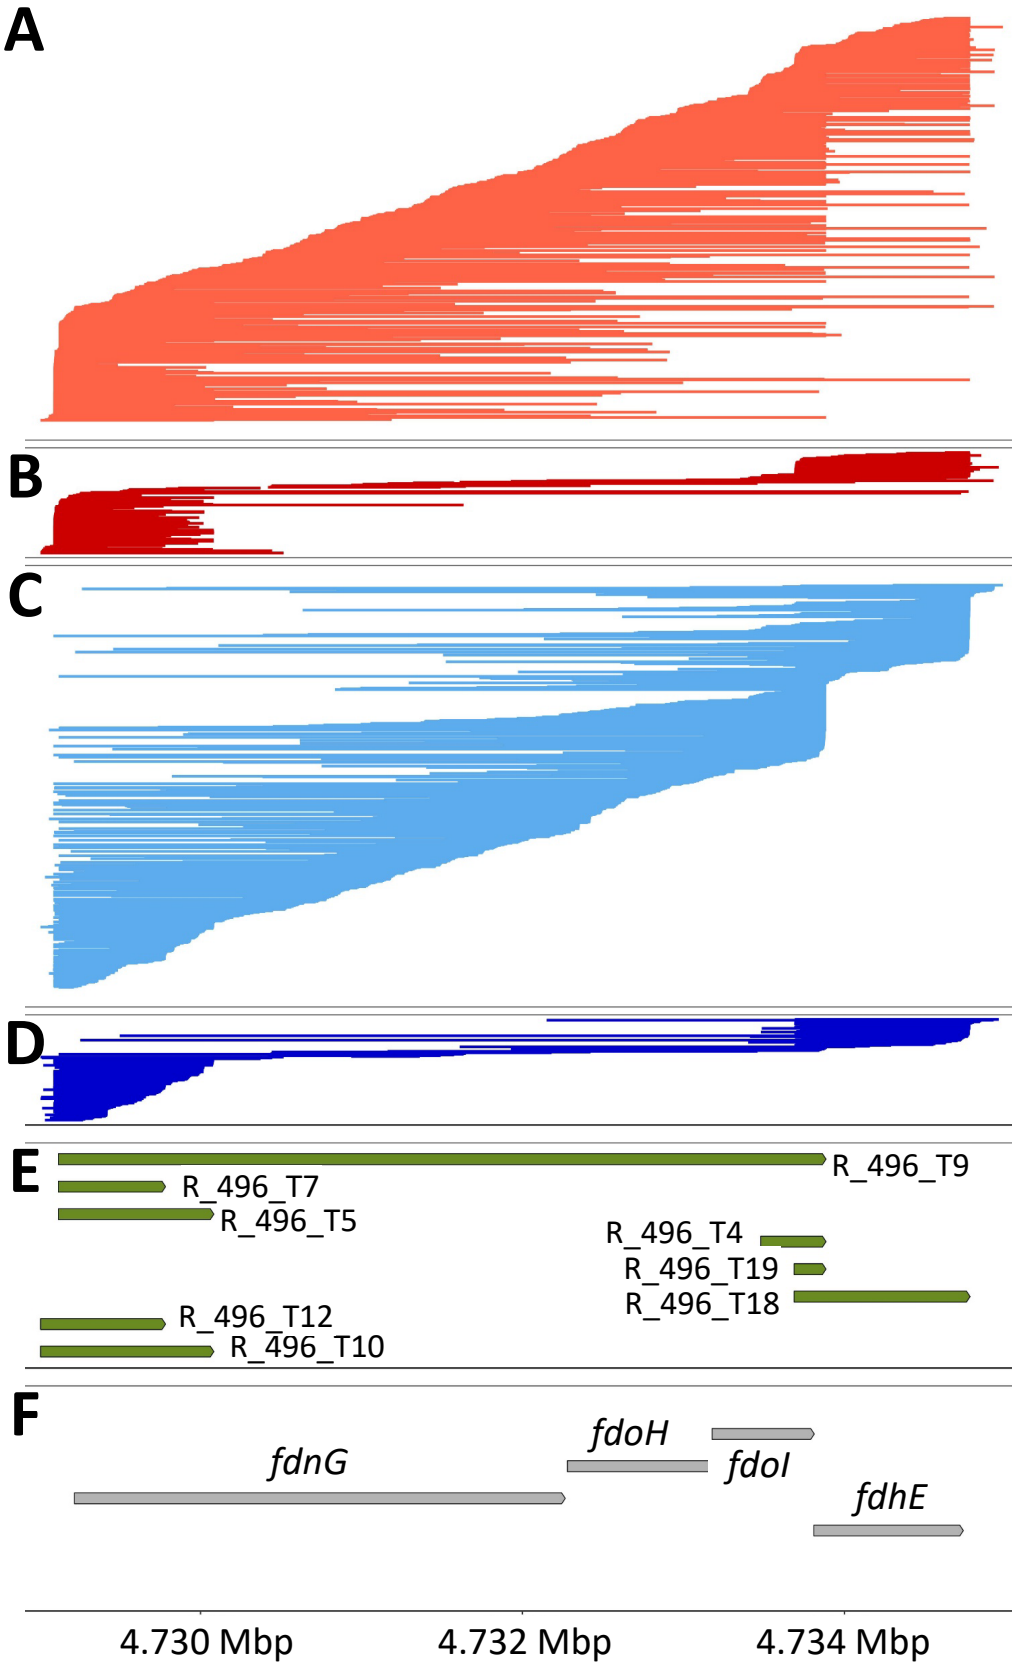 A
B
C
D
E
R_496_T9
R_496_T7
R_496_T5
R_496_T4
R_496_T19
R_496_T18
R_496_T12
R_496_T10
F
fdoH
fdnG
fdoI
fdhE
4.730 Mbp 4.732 Mbp 4.734 Mbp